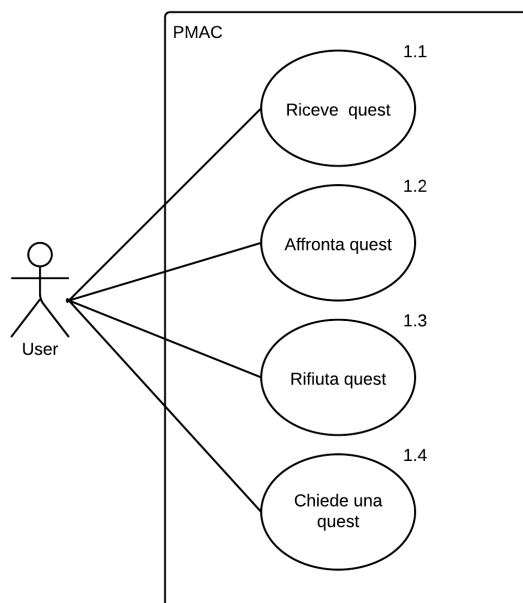 PMAC
1.1
Riceve quest
1.2
Affronta quest
1.3
Rifiuta quest
User
1.4
Chiede una
quest